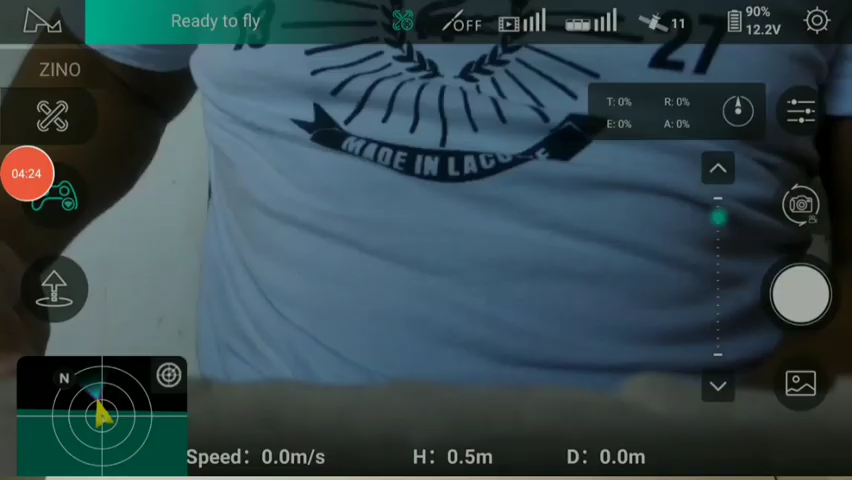 Ready to fly
OFF
11
90%
12.2V
ZINO
27
T: 0% R: 0%
E: 0% A: 0%
MADE IN
04:24
N
Speed: 0.0m/s H: 0.5m D: 0.0m